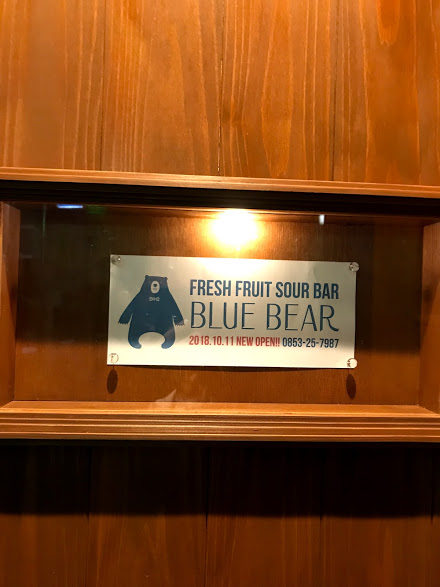 FRESH FRUIT SOUR BAR
BLUE BEAR
2018.10.11 NEW OPEN!! 0853-25-7987